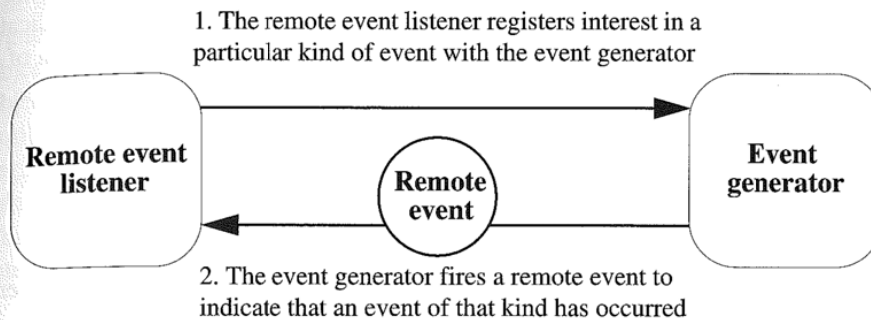 1. The remote event listener registers interest in a
particular kind of event with the event generator
Remote event
listener
Remote
event
Event
generator
2. The event generator fires a remote event to
indicate that an event of that kind has occurred